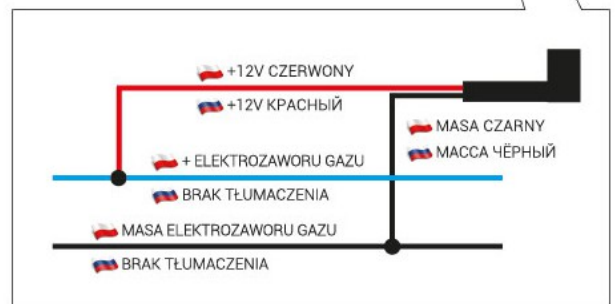 +12V CZERWONY
+12V КРАСНЫЙ
MASA CZARNY
МАССА ЧЁРНЫЙ
+ ELEKTROZAWORU GAZU
BRAK TŁUMACZENIA
MASA ELEKTROZAWORU GAZU
BRAK TŁUMACZENIA